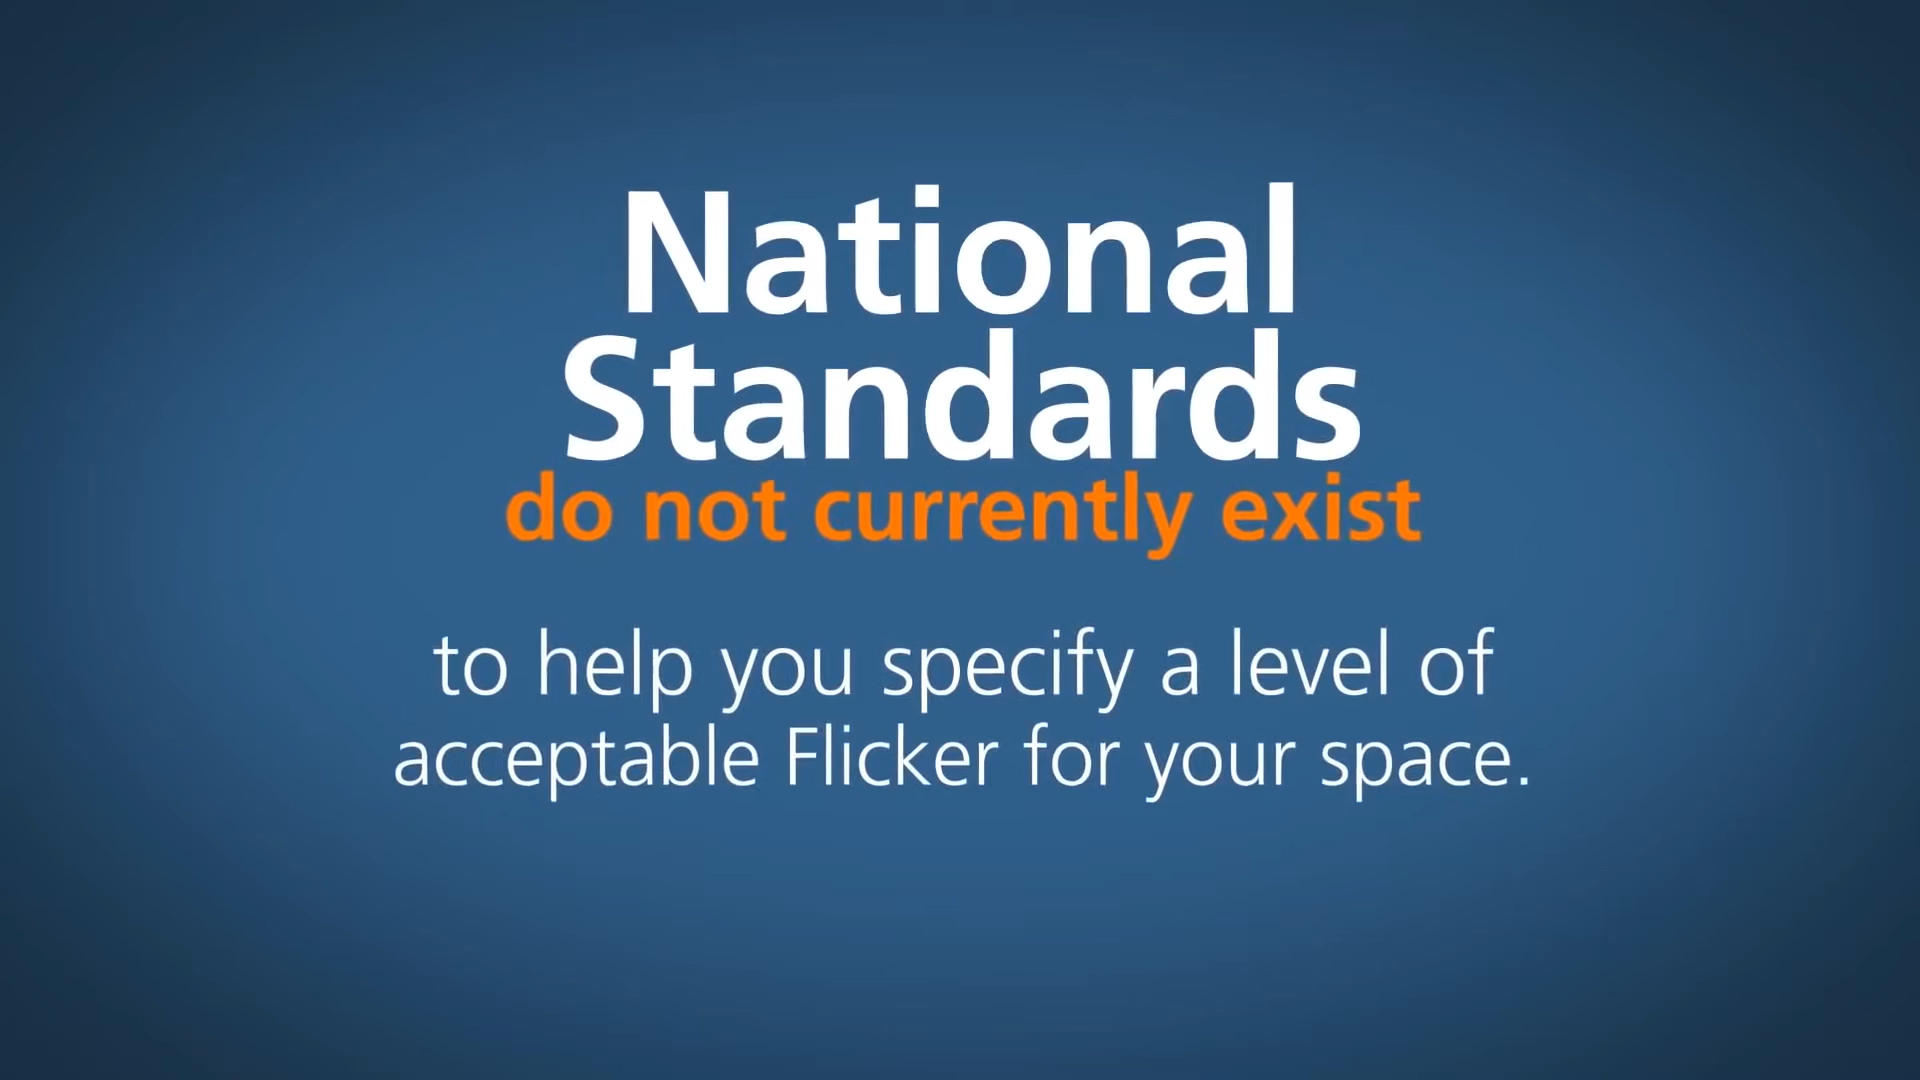 National
Standards
do not currently exist
to help you specify a level of
acceptable Flicker for your space.